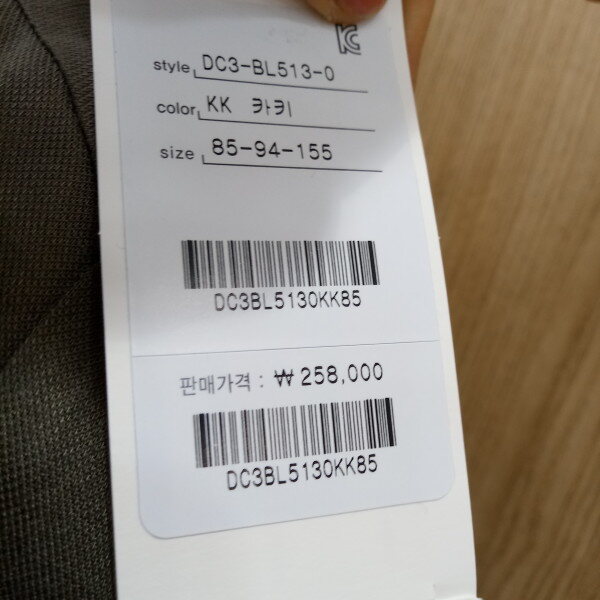 style DC3-BL513-0
color KK 카키
size 85-94-155
DC3BL5130KK85
판매가격 : ₩ 258,000
DC3BL5130KK85